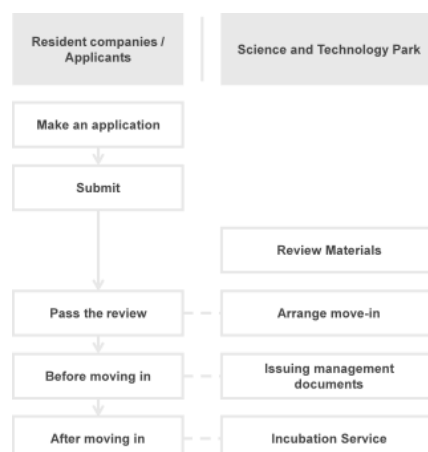 Resident companies /
Applicants
Science and Technology Park
Make an application
Submit
Review Materials
Pass the review
Arrange move-in
Before moving in
Issuing management
documents
After moving in
Incubation Service